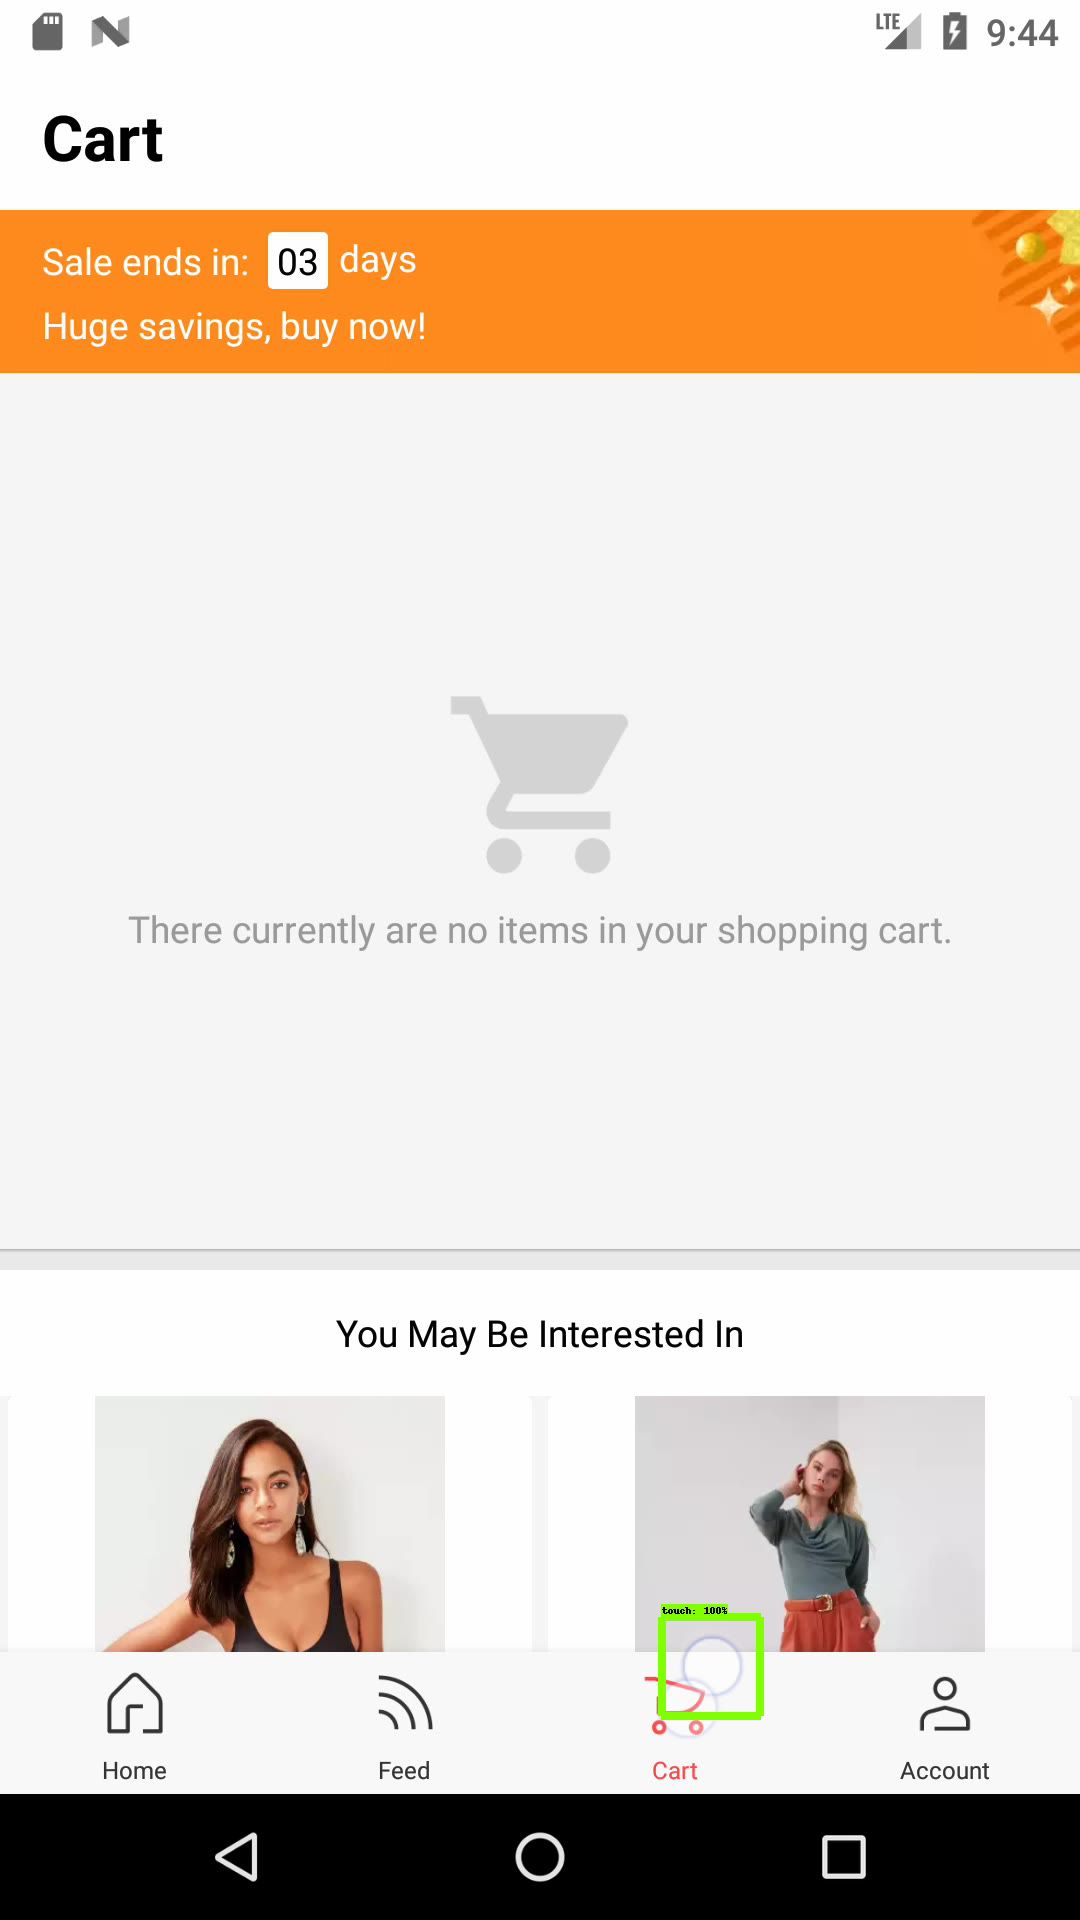 LTE 9:44
Cart
Sale ends in: 03 days
Huge savings, buy now!
There currently are no items in your shopping cart.
You May Be Interested In
touch: 100%
Home Feed Cart Account